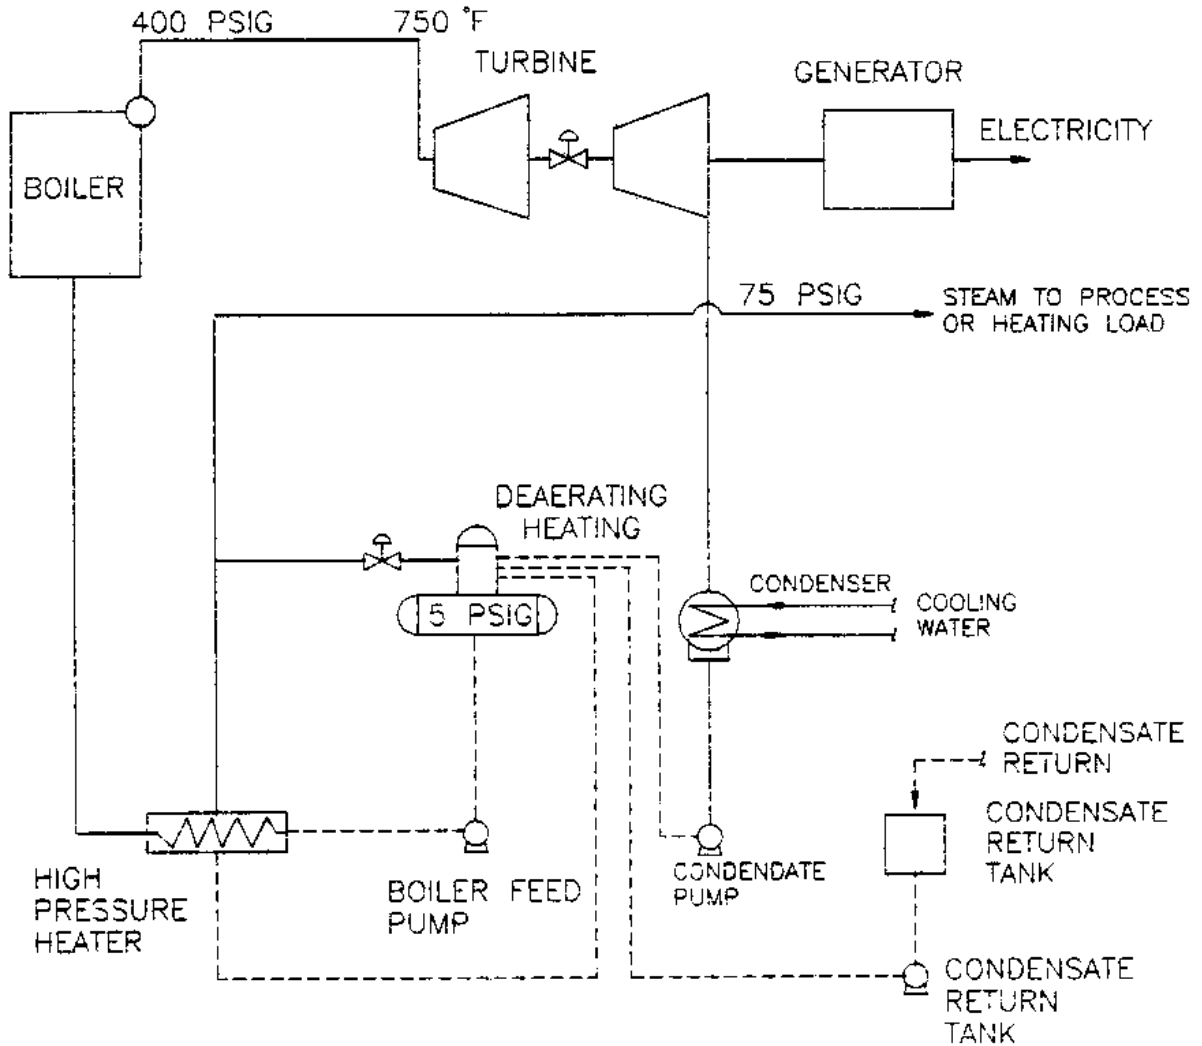 400 PSIG
750 °F
TURBINE
GENERATOR
ELECTRICITY
BOILER
75 PSIG
STEAM TO PROCESS
OR HEATING LOAD
DEAERATING
HEATING
5 PSIG
CONDENSER
COOLING
WATER
CONDENSATE
RETURN
CONDENSATE
RETURN
TANK
HIGH
PRESSURE
HEATER
BOILER FEED
PUMP
CONDENDATE
PUMP
CONDENSATE
RETURN
TANK